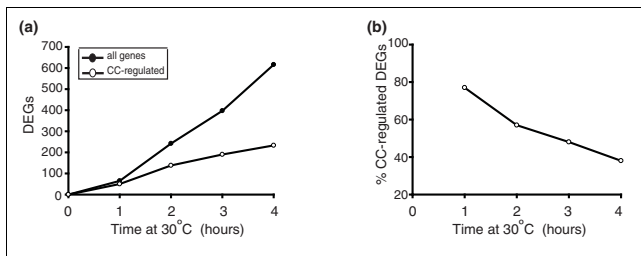 (a)
700
600
500
400
300
200
100
0
DEGs
all genes
CC-regulated
0 1 2 3 4
Time at 30°C (hours)
(b)
100
80
60
40
20
% CC-regulated DEGs
0 1 2 3 4
Time at 30°C (hours)